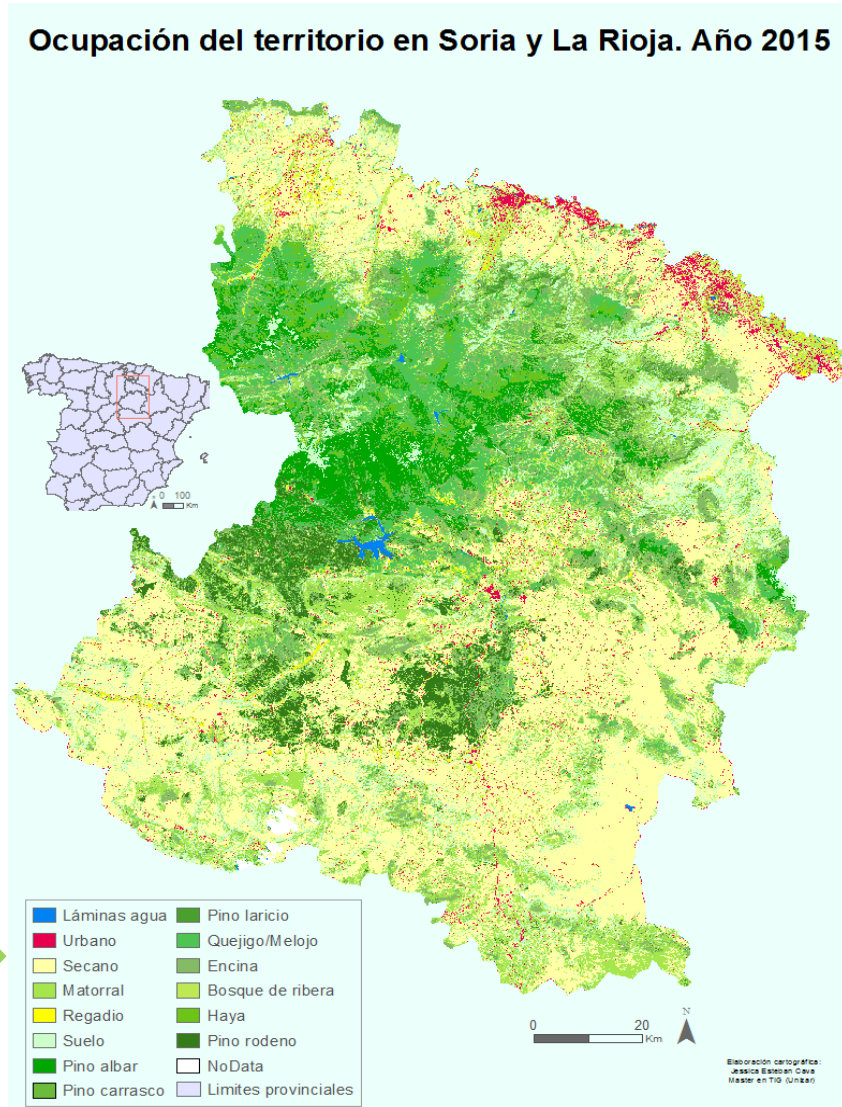 Ocupación del territorio en Soria y La Rioja. Año 2015
0 100
Km
Láminas agua
Urbano
Secano
Matorral
Regadio
Suelo
Pino albar
Pino carrasco
Pino laricio
Quejigo/Melojo
Encina
Bosque de ribera
Haya
Pino rodeno
NoData
Limites provinciales
0 20
Km
N
Elaboración cartográfica:
Jessica Esteban Cava
Master en TIG (Unizar)